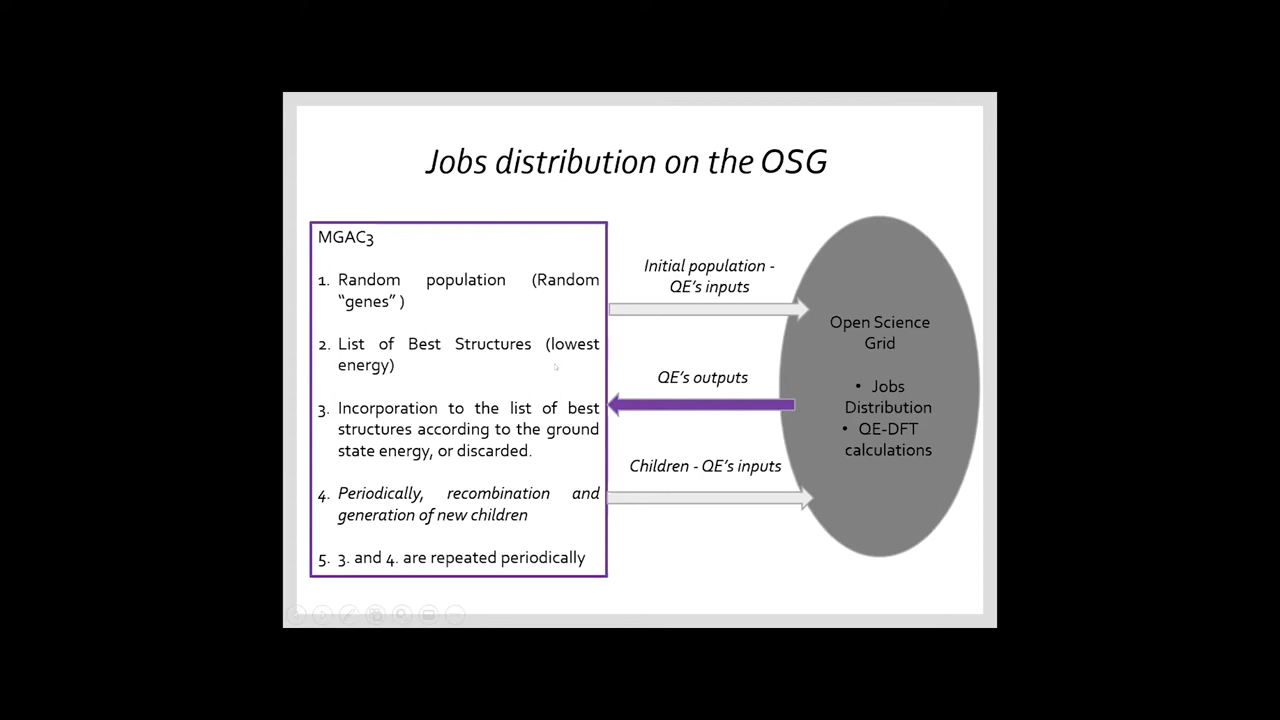 Jobs distribution on the OSG
MGAC3
1. Random population (Random
“genes” )
2. List of Best Structures (lowest
energy)
3. Incorporation to the list of best
structures according to the ground
state energy, or discarded.
4. Periodically, recombination and
generation of new children
5. 3. and 4. are repeated periodically
Initial population -
QE’s inputs
QE’s outputs
Children - QE’s inputs
Open Science
Grid
• Jobs
Distribution
• QE-DFT
calculations